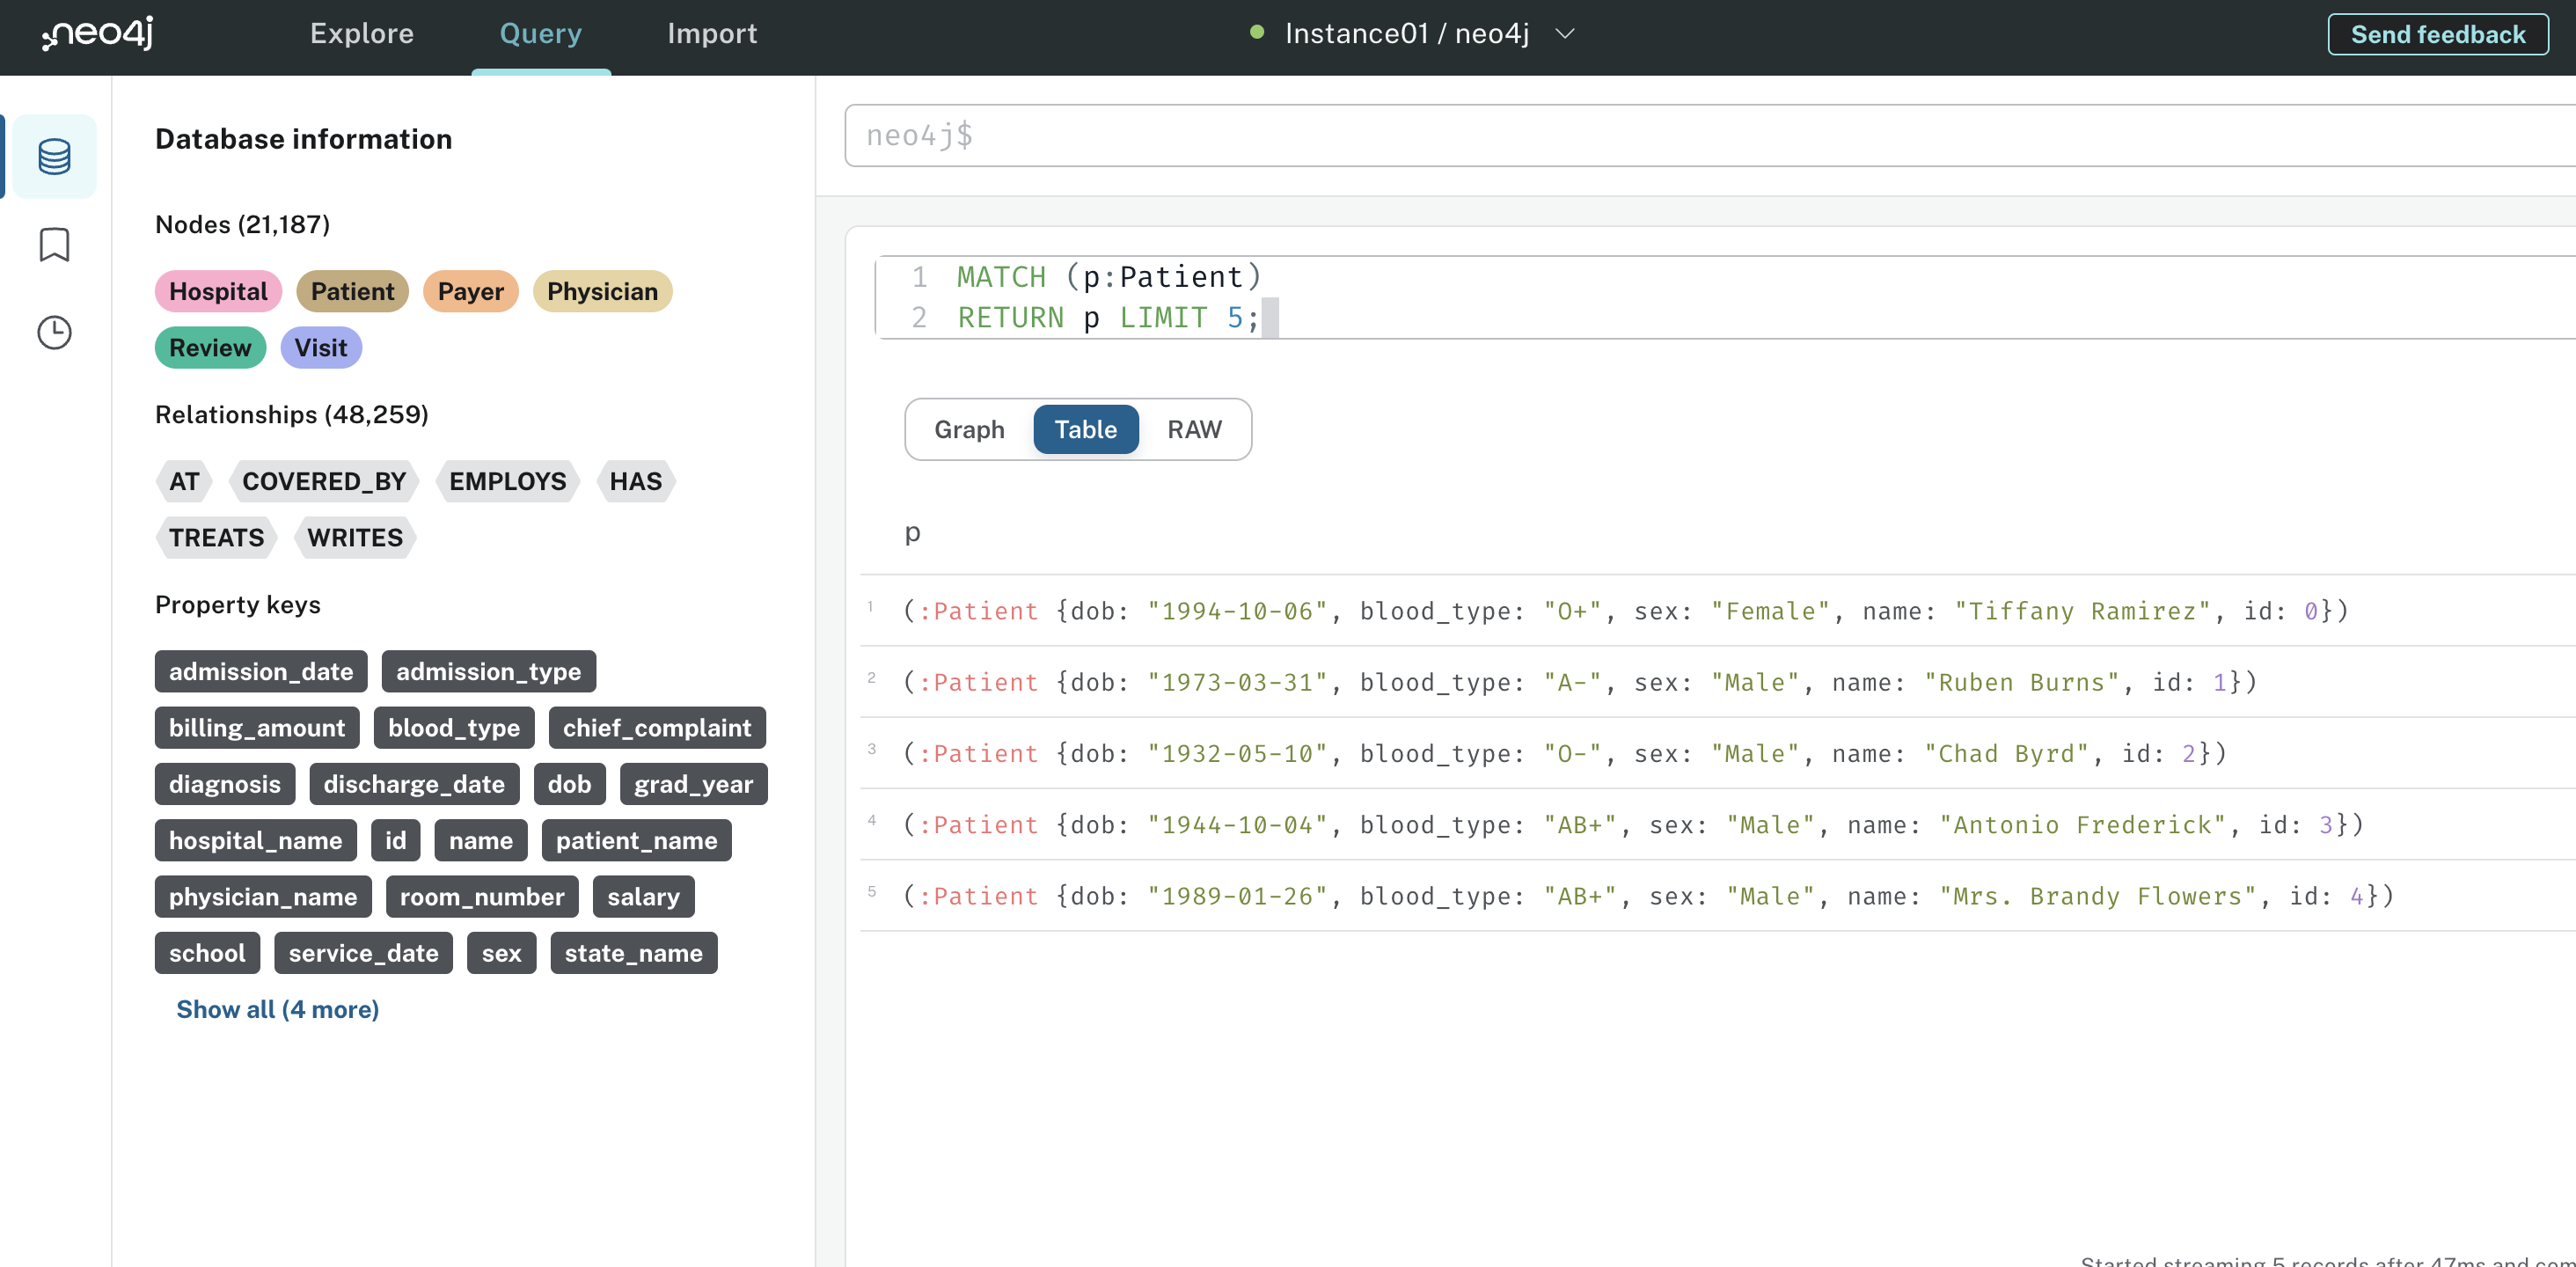 neo4j Explore Query Import Instance01 / neo4j Send feedback
Database information
Nodes (21,187)
Hospital Patient Payer Physician
Review Visit
Relationships (48,259)
AT COVERED_BY EMPLOYS HAS
TREATS WRITES
Property keys
admission_date admission_type
billing_amount blood_type chief_complaint
diagnosis discharge_date dob grad_year
hospital_name id name patient_name
physician_name room_number salary
school service_date sex state_name
Show all (4 more)
neo4j$
1 MATCH (p:Patient)
2 RETURN p LIMIT 5;
Graph Table RAW
p
1 (:Patient {dob: "1994-10-06", blood_type: "O+", sex: "Female", name: "Tiffany Ramirez", id: 0})
2 (:Patient {dob: "1973-03-31", blood_type: "A-", sex: "Male", name: "Ruben Burns", id: 1})
3 (:Patient {dob: "1932-05-10", blood_type: "O-", sex: "Male", name: "Chad Byrd", id: 2})
4 (:Patient {dob: "1944-10-04", blood_type: "AB+", sex: "Male", name: "Antonio Frederick", id: 3})
5 (:Patient {dob: "1989-01-26", blood_type: "AB+", sex: "Male", name: "Mrs. Brandy Flowers", id: 4})
Started streaming 5 records after 47ms and